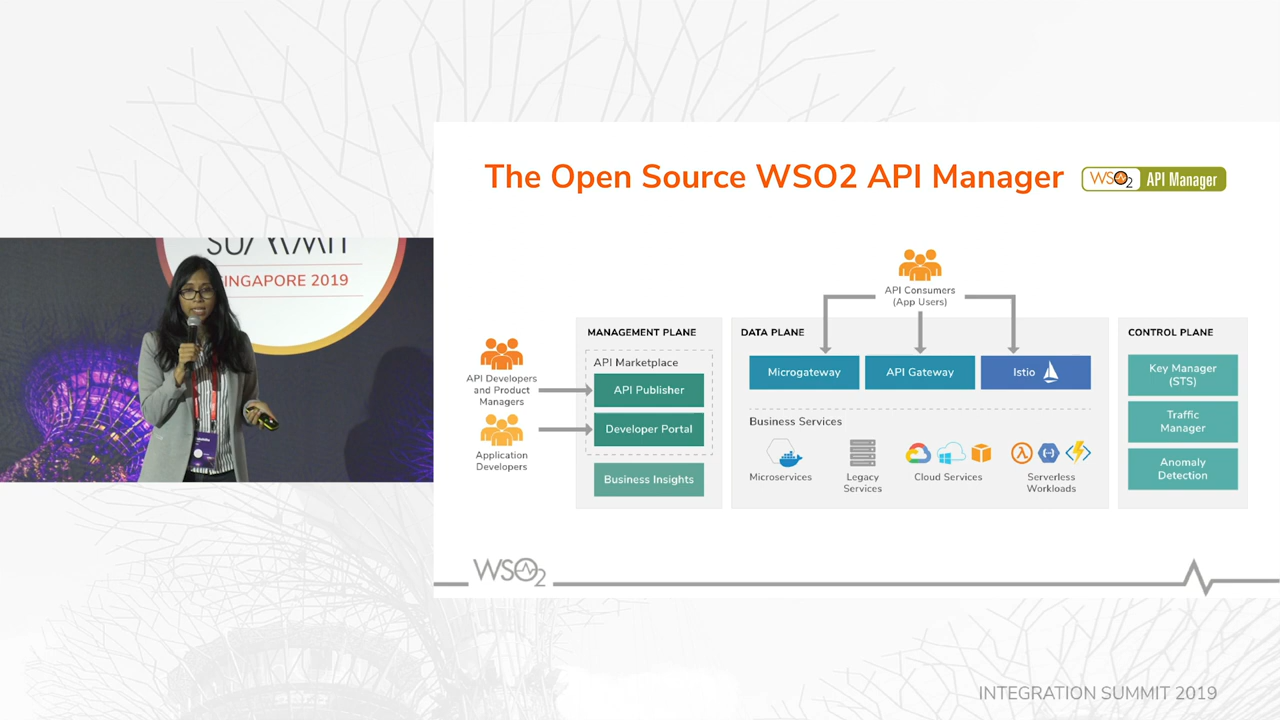 The Open Source WSO2 API Manager
WSO2 API Manager
SUMMIT
SINGAPORE 2019
API Consumers
(App Users)
MANAGEMENT PLANE
API Marketplace
API Publisher
Developer Portal
Business Insights
API Developers
and Product
Managers
Application
Developers
DATA PLANE
Microgateway
API Gateway
Istio
Business Services
Microservices
Legacy
Services
Cloud Services
Serverless
Workloads
CONTROL PLANE
Key Manager
(STS)
Traffic
Manager
Anomaly
Detection
WSO2
INTEGRATION SUMMIT 2019